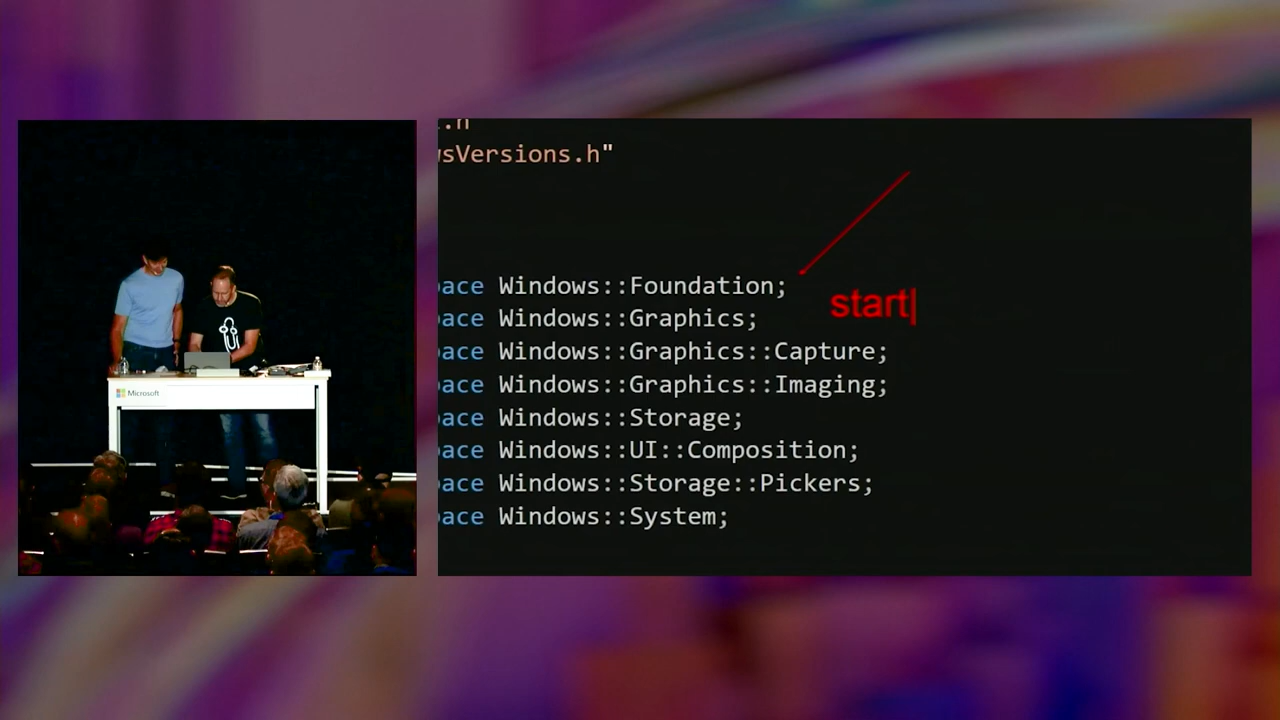 Microsoft
.h
sVersions.h"
ace Windows::Foundation;
start
ace Windows::Graphics;
ace Windows::Graphics::Capture;
ace Windows::Graphics::Imaging;
ace Windows::Storage;
ace Windows::UI::Composition;
ace Windows::Storage::Pickers;
ace Windows::System;